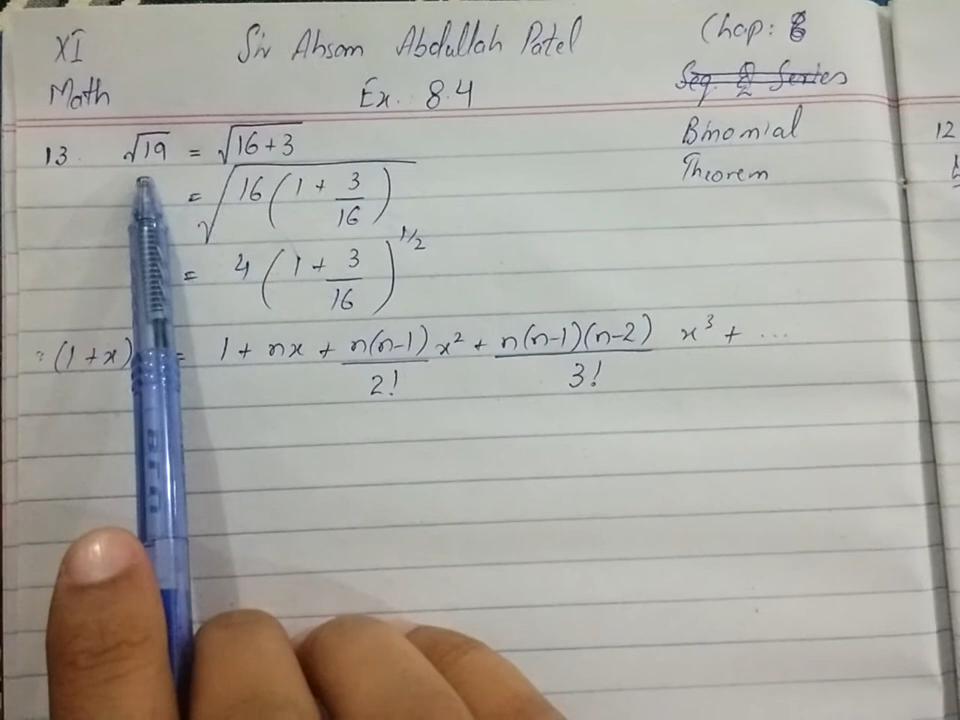 XI Sir Ahsam Abdullah Patel Chap: 8
Math Ex. 8.4 Seq. & Series
Binomial
Theorem
13. √19 = √16+3
= √16(1 + 3/16)
= 4(1 + 3/16)^1/2
∵ (1+x) = 1 + nx + n(n-1)/2! x² + n(n-1)(n-2)/3! x³ + ...
12